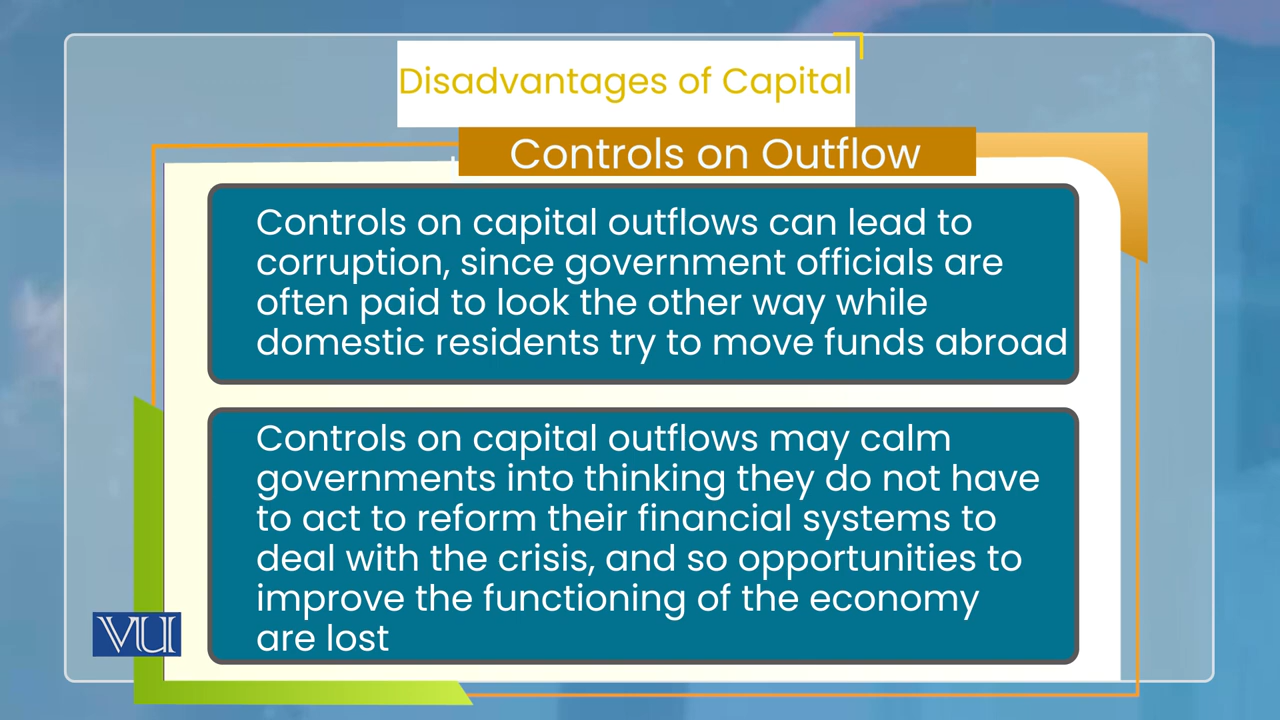 Disadvantages of Capital
Controls on Outflow
Controls on capital outflows can lead to
corruption, since government officials are
often paid to look the other way while
domestic residents try to move funds abroad
Controls on capital outflows may calm
governments into thinking they do not have
to act to reform their financial systems to
deal with the crisis, and so opportunities to
improve the functioning of the economy
are lost
VU